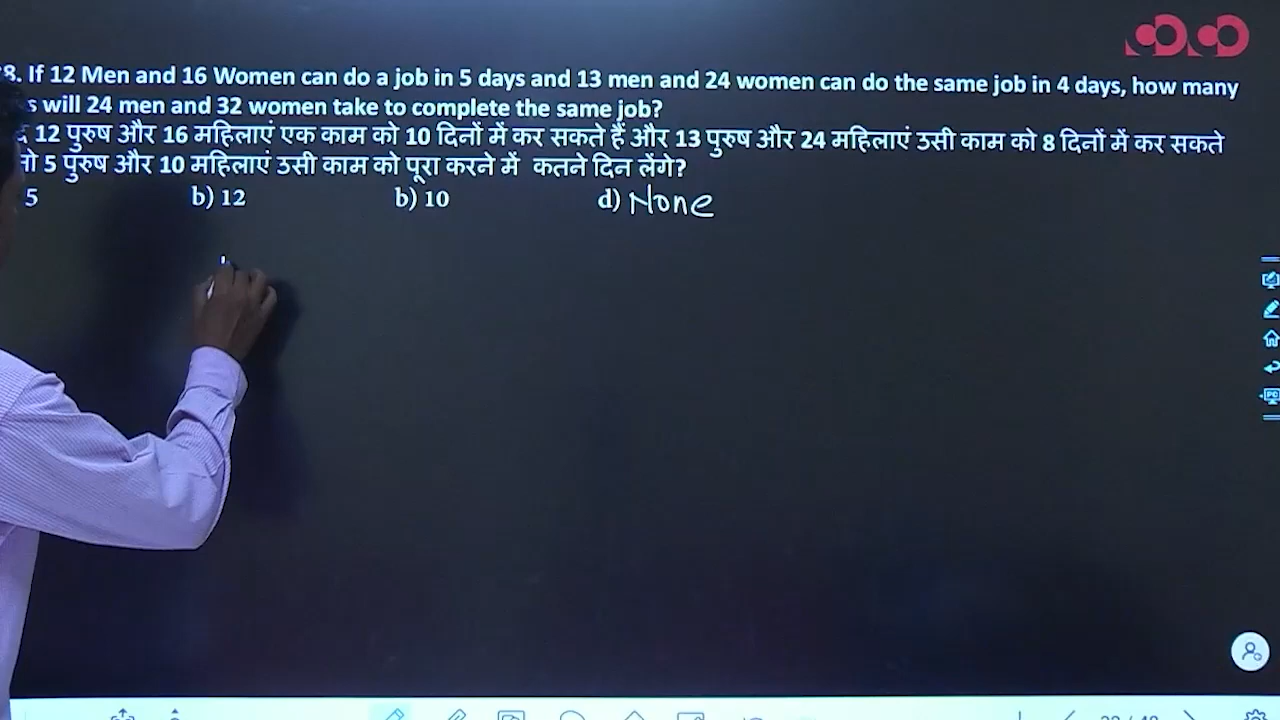 8. If 12 Men and 16 Women can do a job in 5 days and 13 men and 24 women can do the same job in 4 days, how many
s will 24 men and 32 women take to complete the same job?
12 पुरुष और 16 महिलाएं एक काम को 10 दिनों में कर सकते हैं और 13 पुरुष और 24 महिलाएं उसी काम को 8 दिनों में कर सकते
5 पुरुष और 10 महिलाएं उसी काम को पूरा करने में कतने दिन लेंगे?
5 b) 12 b) 10 d) None